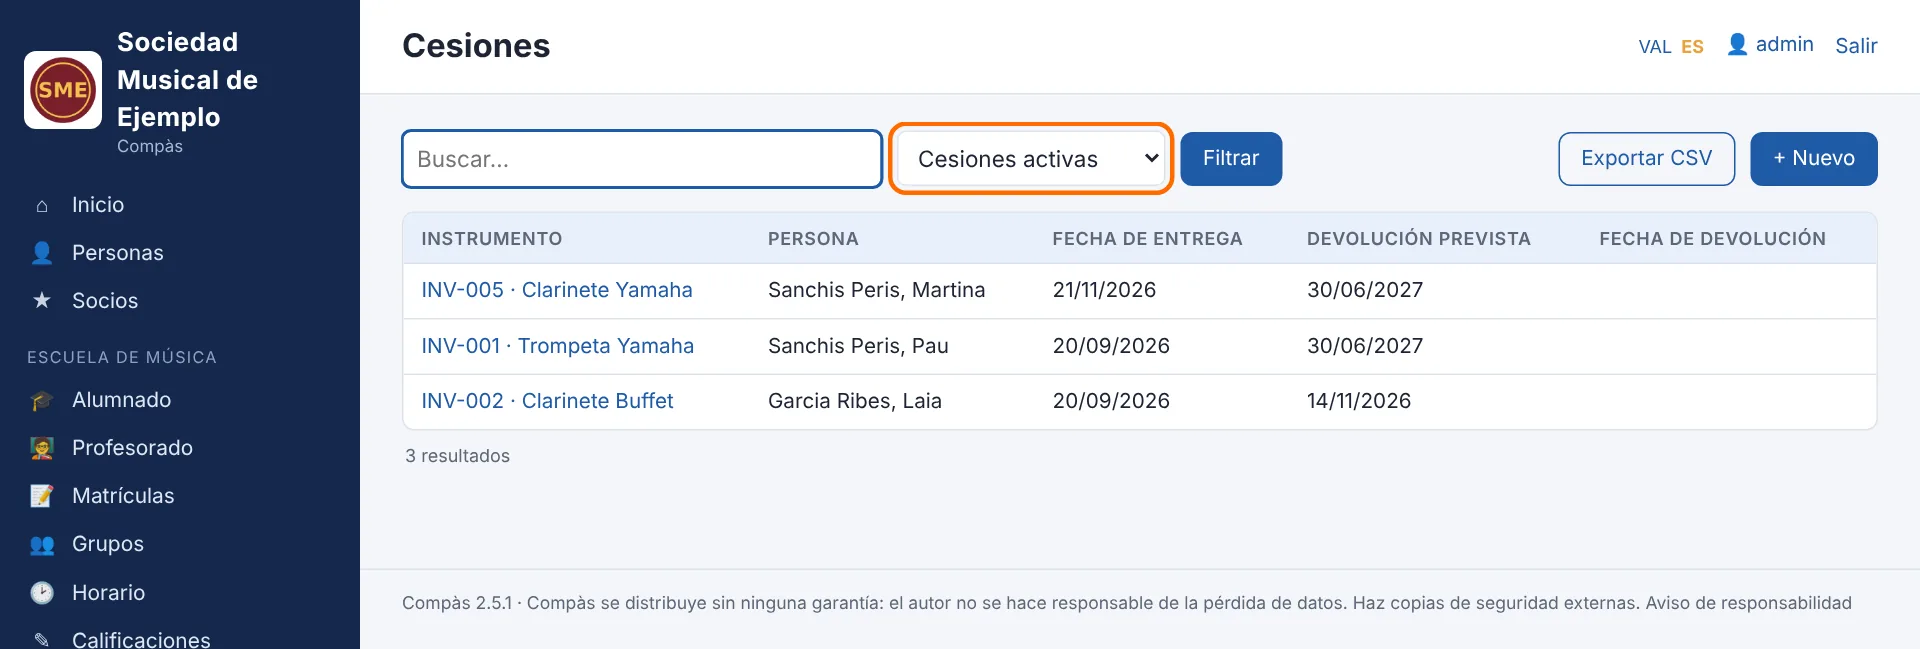 Sociedad
Musical de
Ejemplo
Compàs
SME
Inicio
Personas
Socios
ESCUELA DE MÚSICA
Alumnado
Profesorado
Matrículas
Grupos
Horario
Calificaciones
Cesiones
VAL ES admin Salir
Buscar... Cesiones activas Filtrar Exportar CSV + Nuevo
INSTRUMENTO PERSONA FECHA DE ENTREGA DEVOLUCIÓN PREVISTA FECHA DE DEVOLUCIÓN
INV-005 · Clarinete Yamaha Sanchis Peris, Martina 21/11/2026 30/06/2027
INV-001 · Trompeta Yamaha Sanchis Peris, Pau 20/09/2026 30/06/2027
INV-002 · Clarinete Buffet Garcia Ribes, Laia 20/09/2026 14/11/2026
3 resultados
Compàs 2.5.1 · Compàs se distribuye sin ninguna garantía: el autor no se hace responsable de la pérdida de datos. Haz copias de seguridad externas. Aviso de responsabilidad